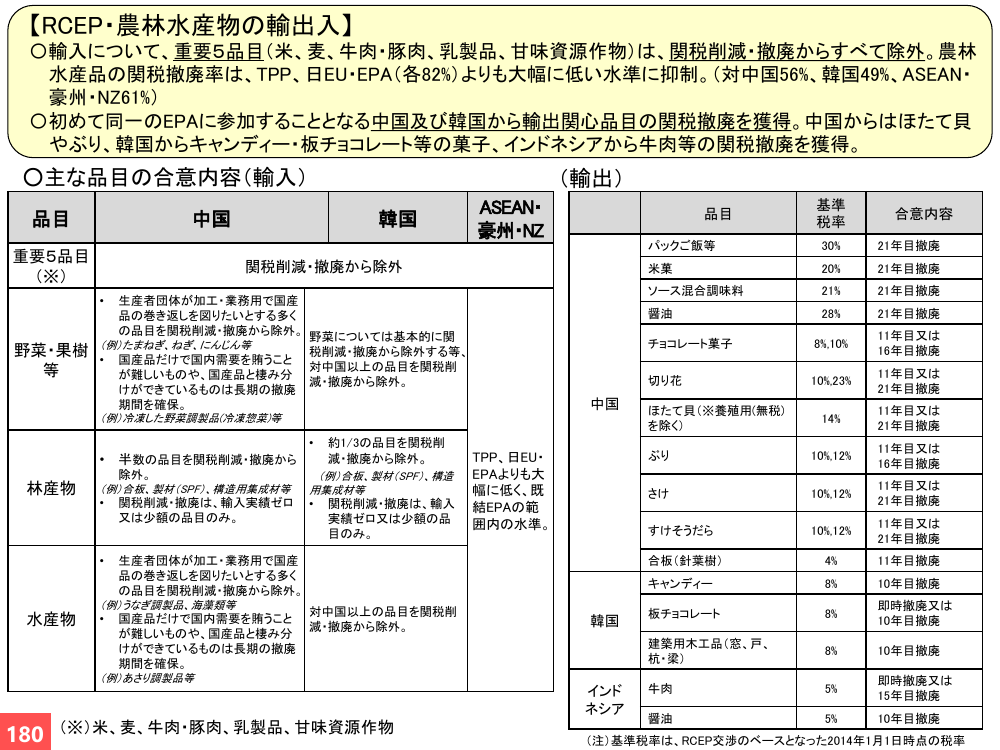 【RCEP・農林水産物の輸出入】
○輸入について、重要5品目(米、麦、牛肉・豚肉、乳製品、甘味資源作物)は、関税削減・撤廃からすべて除外。農林
水産品の関税撤廃率は、TPP、日EU・EPA(各82%)よりも大幅に低い水準に抑制。(対中国56%、韓国49%、ASEAN・
豪州・NZ61%)
○初めて同一のEPAに参加することとなる中国及び韓国から輸出関心品目の関税撤廃を獲得。中国からはほたて貝
やぶり、韓国からキャンディー・板チョコレート等の菓子、インドネシアから牛肉等の関税撤廃を獲得。
○主な品目の合意内容(輸入)
品目
中国
韓国
ASEAN・
豪州・NZ
重要5品目
(※)
関税削減・撤廃から除外
野菜・果樹
等
• 生産者団体が加工・業務用で国産
品の巻き返しを図りたいとする多く
の品目を関税削減・撤廃から除外。
(例)たまねぎ、ねぎ、にんじん等
• 国産品だけで国内需要を賄うこと
が難しいものや、国産品と棲み分
けができているものは長期の撤廃
期間を確保。
(例)冷凍した野菜調製品(冷凍惣菜)等
野菜については基本的に関
税削減・撤廃から除外する等、
対中国以上の品目を関税削
減・撤廃から除外。
TPP、日EU・
EPAよりも大
幅に低く、既
結EPAの範
囲内の水準。
林産物
• 半数の品目を関税削減・撤廃から
除外。
(例)合板、製材(SPF)、構造用集成材等
• 関税削減・撤廃は、輸入実績ゼロ
又は少額の品目のみ。
• 約1/3の品目を関税削
減・撤廃から除外。
(例)合板、製材(SPF)、構造
用集成材等
• 関税削減・撤廃は、輸入
実績ゼロ又は少額の品
目のみ。
水産物
• 生産者団体が加工・業務用で国産
品の巻き返しを図りたいとする多く
の品目を関税削減・撤廃から除外。
(例)うなぎ調製品、海藻類等
• 国産品だけで国内需要を賄うこと
が難しいものや、国産品と棲み分
けができているものは長期の撤廃
期間を確保。
(例)あさり調製品等
対中国以上の品目を関税削
減・撤廃から除外。
(※)米、麦、牛肉・豚肉、乳製品、甘味資源作物
180
(輸出)
品目
基準
税率
合意内容
中国
パックご飯等 30% 21年目撤廃
米菓 20% 21年目撤廃
ソース混合調味料 21% 21年目撤廃
醤油 28% 21年目撤廃
チョコレート菓子 8%,10% 11年目又は
16年目撤廃
切り花 10%,23% 11年目又は
21年目撤廃
ほたて貝(※養殖用(無税)
を除く) 14% 11年目又は
21年目撤廃
ぶり 10%,12% 11年目又は
16年目撤廃
さけ 10%,12% 11年目又は
21年目撤廃
すけそうだら 10%,12% 11年目又は
21年目撤廃
合板(針葉樹) 4% 11年目撤廃
韓国
キャンディー 8% 10年目撤廃
板チョコレート 8% 即時撤廃又は
10年目撤廃
建築用木工品(窓、戸、
杭・梁) 8% 10年目撤廃
インド
ネシア
牛肉 5% 即時撤廃又は
15年目撤廃
醤油 5% 10年目撤廃
(注)基準税率は、RCEP交渉のベースとなった2014年1月1日時点の税率